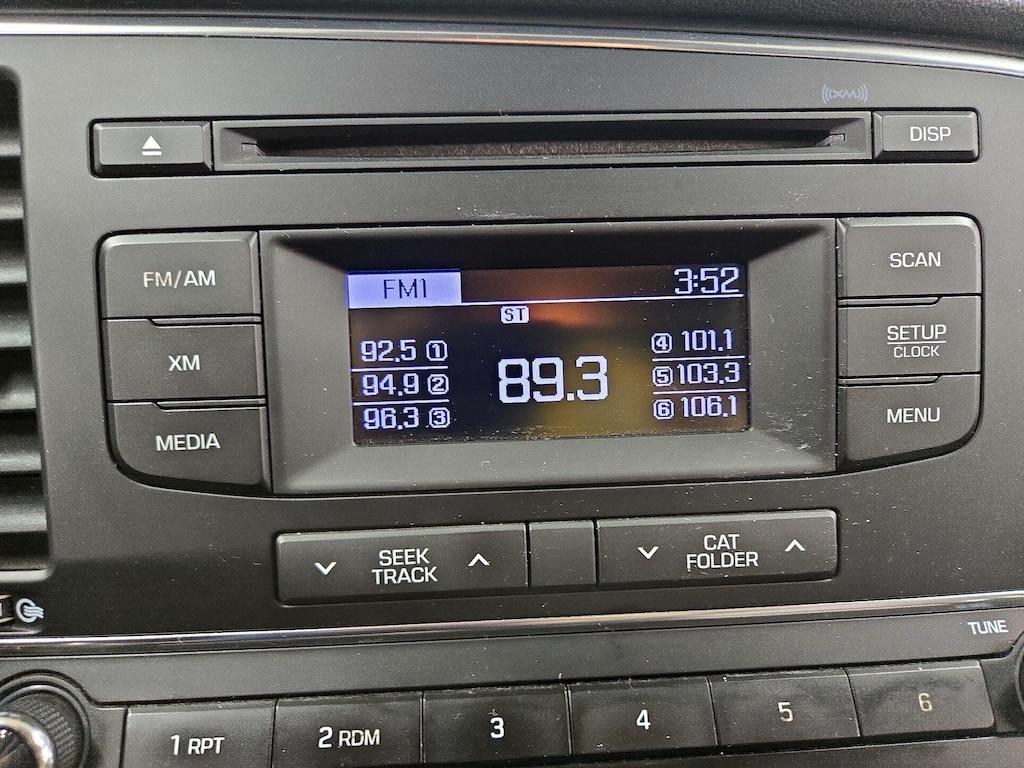 XM
DISP
FM/AM
XM
MEDIA
FM1
3:52
ST
92.5 1
94.9 2
96.3 3
89.3
4 101.1
5 103.3
6 106.1
SCAN
SETUP
CLOCK
MENU
SEEK
TRACK
CAT
FOLDER
TUNE
1 RPT
2 RDM
3
4
5
6